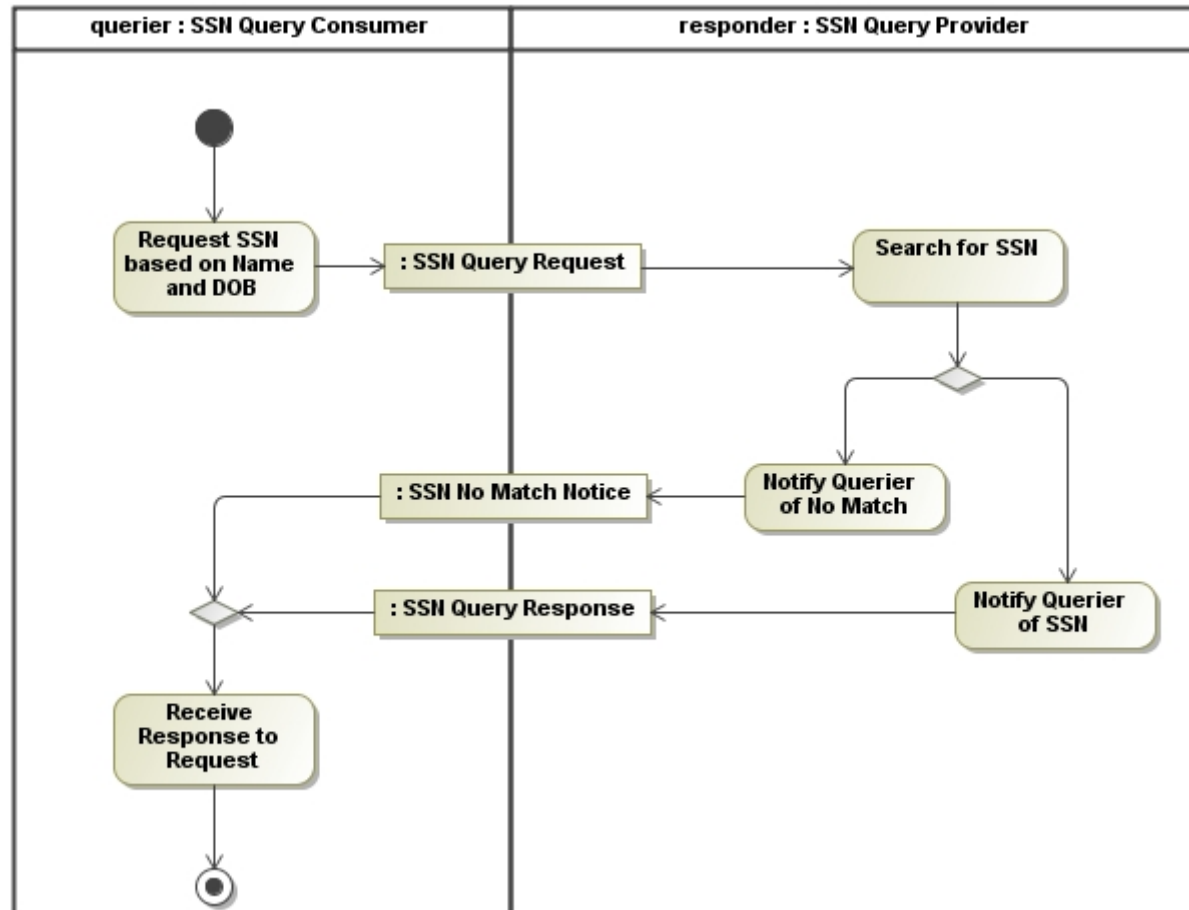 querier : SSN Query Consumer
responder : SSN Query Provider
Request SSN
based on Name
and DOB
: SSN Query Request
Search for SSN
: SSN No Match Notice
Notify Querier
of No Match
: SSN Query Response
Notify Querier
of SSN
Receive
Response to
Request